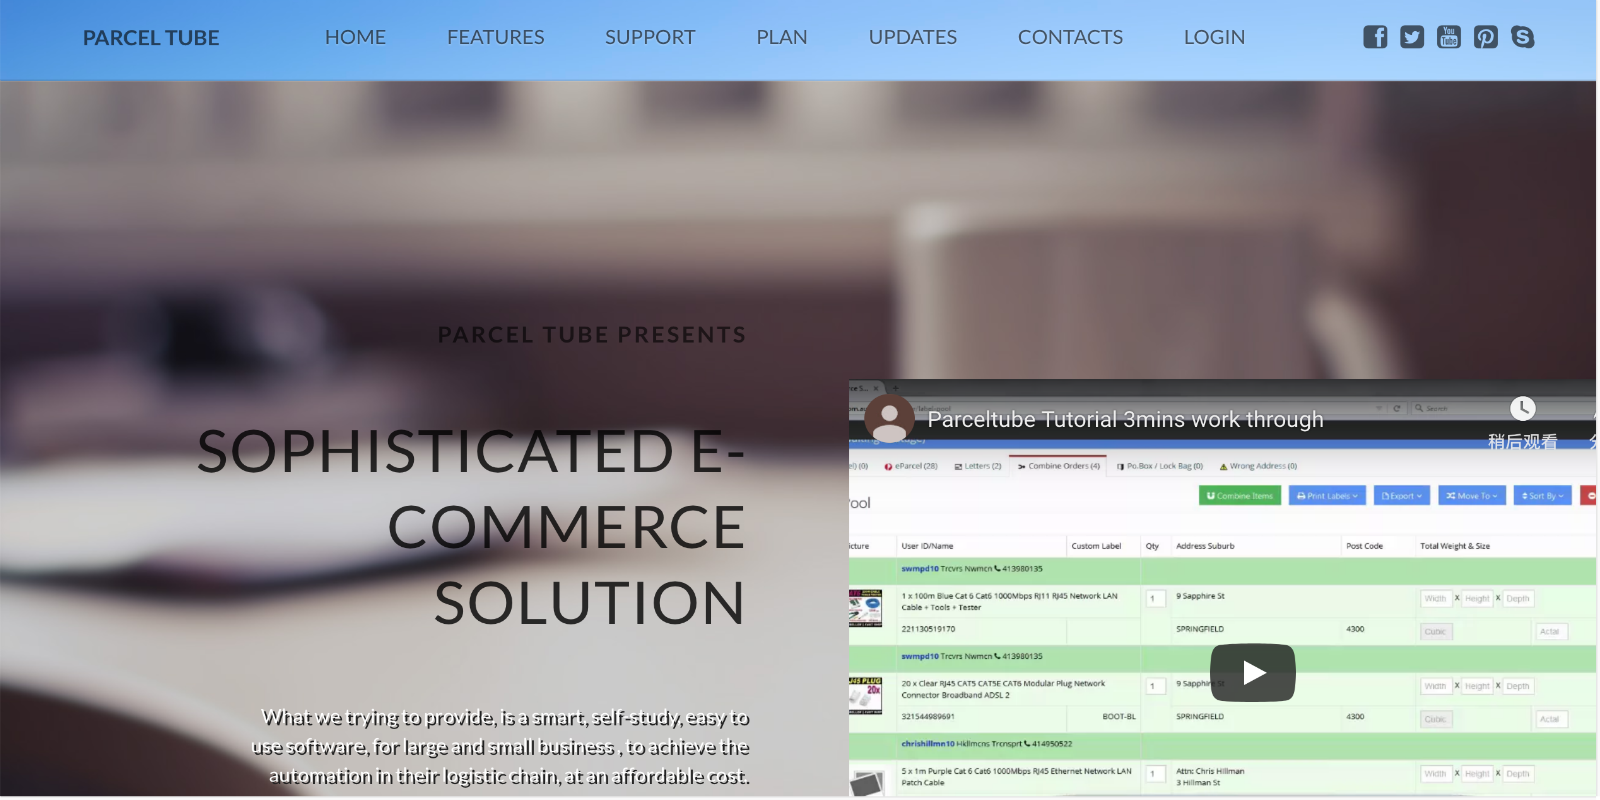 PARCEL TUBE HOME FEATURES SUPPORT PLAN UPDATES CONTACTS LOGIN
PARCEL TUBE PRESENTS
SOPHISTICATED E-
COMMERCE
SOLUTION
What we trying to provide, is a smart, self-study, easy to
use software, for large and small business , to achieve the
automation in their logistic chain, at an affordable cost.
Parceltube Tutorial 3mins work through
稍后观看
eParcel (28) Letters (2) Combine Orders (4) Po.Box / Lock Bag (0) Wrong Address (0)
Combine Items Print Labels Export Move To Sort By
User ID/Name Custom Label Qty Address Suburb Post Code Total Weight & Size
swmpd10 Trcvrs Nwmcn 413980135
1 x 100m Blue Cat 6 Cat6 1000Mbps RJ11 RJ45 Network LAN
Cable + Tools + Tester
1 9 Sapphire St Width X Height X Depth
221130519170 SPRINGFIELD 4300 Cubic Actal
swmpd10 Trcvrs Nwmcn 413980135
20 x Clear RJ45 CAT5 CAT5E CAT6 Modular Plug Network
Connector Broadband ADSL 2
1 9 Sapphire St Width X Height X Depth
321544989691 BOOT-BL SPRINGFIELD 4300 Cubic Actal
chrishillmn10 Hkllmcns Trcnsprt 414950522
5 x 1m Purple Cat 6 Cat6 1000Mbps RJ45 Ethernet Network LAN
Patch Cable
1 Attn: Chris Hillman
3 Hillman St
Width X Height X Depth